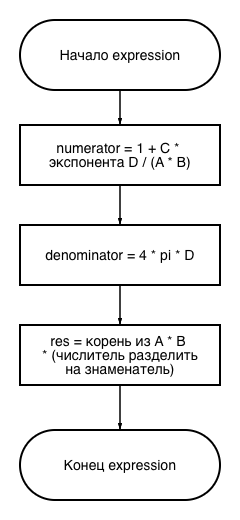 Начало expression
numerator = 1 + C *
экспонента D / (A * B)
denominator = 4 * pi * D
res = корень из A * B
* (числитель разделить
на знаменатель)
Конец expression